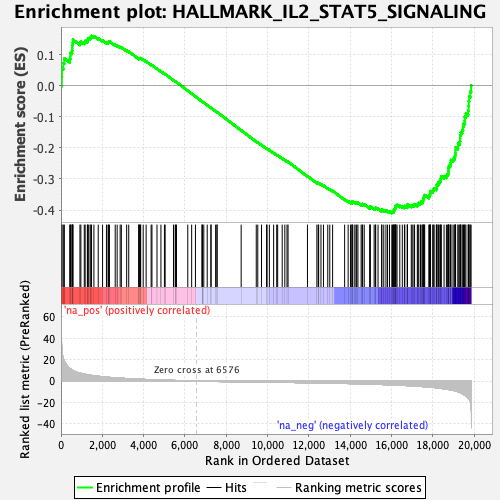 Enrichment plot: HALLMARK_IL2_STAT5_SIGNALING
Enrichment score (ES)
0.1
0.0
-0.1
-0.2
-0.3
-0.4
'na_pos' (positively correlated)
Ranked list metric (PreRanked)
60
40
20
0
-20
-40
Zero cross at 6576
'na_neg' (negatively correlated)
0
2,000
4,000
6,000
8,000
10,000
12,000
14,000
16,000
18,000
20,000
Rank in Ordered Dataset
Enrichment profile
Hits
Ranking metric scores